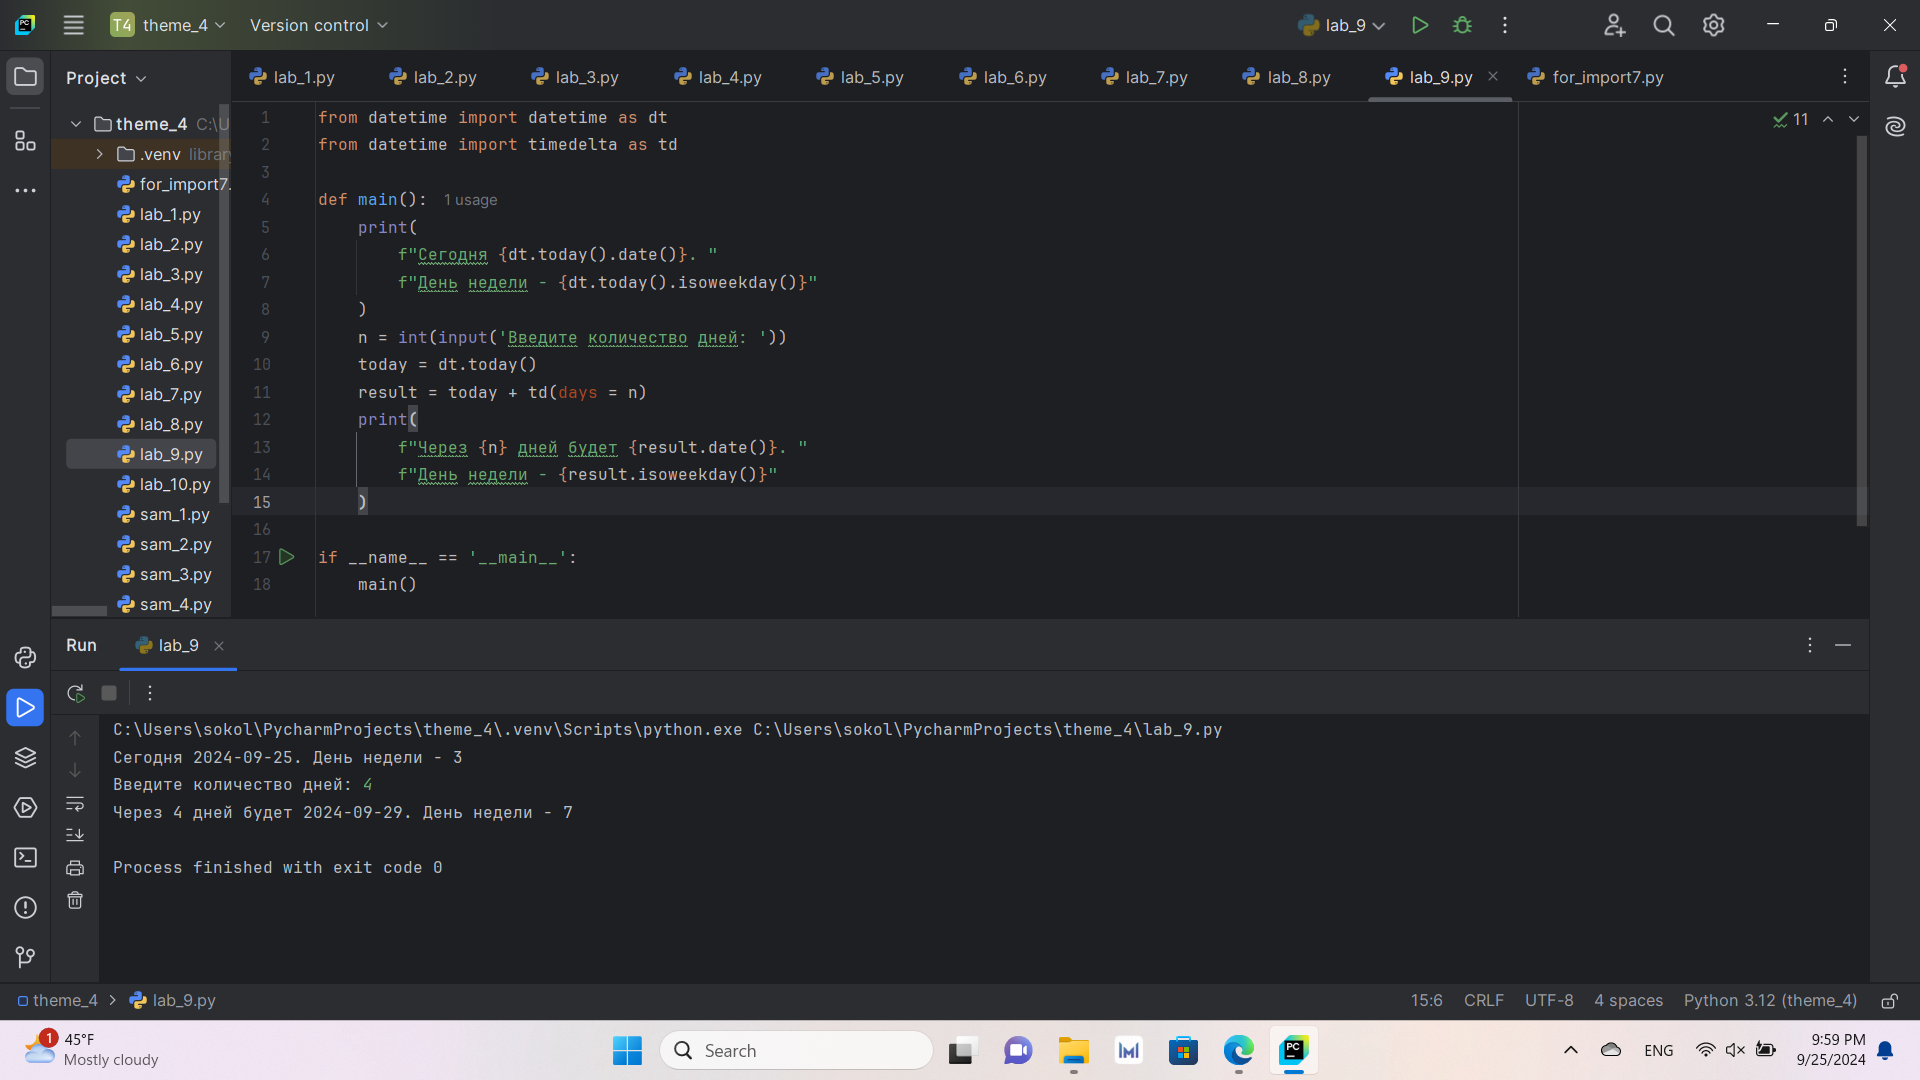 T4 theme_4 Version control lab_9
Project
lab_1.py lab_2.py lab_3.py lab_4.py lab_5.py lab_6.py lab_7.py lab_8.py lab_9.py for_import7.py
theme_4 C:\U
.venv library
for_import7.
lab_1.py
lab_2.py
lab_3.py
lab_4.py
lab_5.py
lab_6.py
lab_7.py
lab_8.py
lab_9.py
lab_10.py
sam_1.py
sam_2.py
sam_3.py
sam_4.py
11
1 from datetime import datetime as dt
2 from datetime import timedelta as td
3
4 def main(): 1 usage
5 print(
6 f"Сегодня {dt.today().date()}. "
7 f"День недели - {dt.today().isoweekday()}"
8 )
9 n = int(input('Введите количество дней: '))
10 today = dt.today()
11 result = today + td(days = n)
12 print(
13 f"Через {n} дней будет {result.date()}. "
14 f"День недели - {result.isoweekday()}"
15 )
16
17 if __name__ == '__main__':
18 main()
Run lab_9
C:\Users\sokol\PycharmProjects\theme_4\.venv\Scripts\python.exe C:\Users\sokol\PycharmProjects\theme_4\lab_9.py
Сегодня 2024-09-25. День недели - 3
Введите количество дней: 4
Через 4 дней будет 2024-09-29. День недели - 7
Process finished with exit code 0
theme_4 lab_9.py 15:6 CRLF UTF-8 4 spaces Python 3.12 (theme_4)
1 45°F
Mostly cloudy
Search
PC
ENG
9:59 PM
9/25/2024